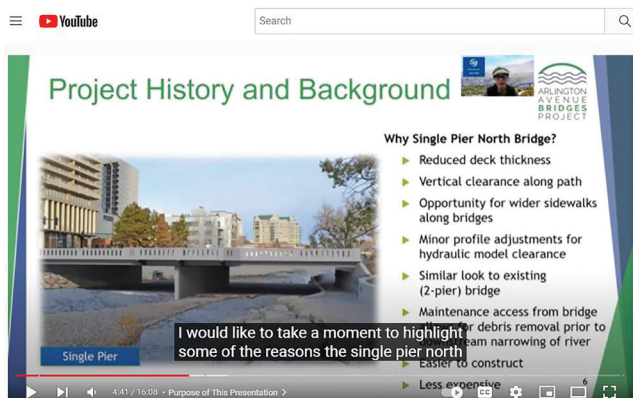 YouTube
Search
Project History and Background
ARLINGTON
AVENUE
BRIDGES
PROJECT
Why Single Pier North Bridge?
Reduced deck thickness
Vertical clearance along path
Opportunity for wider sidewalks
along bridges
Minor profile adjustments for
hydraulic model clearance
Similar look to existing
(2-pier) bridge
Maintenance access from bridge
for debris removal prior to
downstream narrowing of river
Easier to construct
Less expensive
Single Pier
I would like to take a moment to highlight
some of the reasons the single pier north
6
4:41 / 16:08 • Purpose of This Presentation >
CC